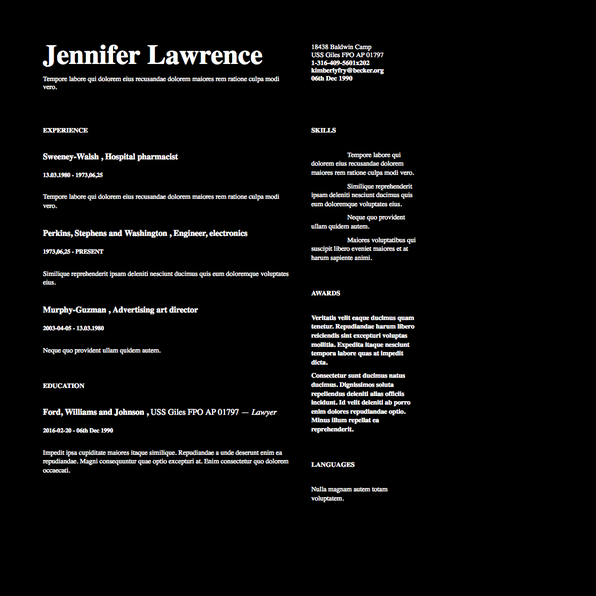 Jennifer Lawrence
Tempore labore qui dolorem eius recusandae dolorem maiores rem ratione culpa modi
vero.
18438 Baldwin Camp
USS Giles FPO AP 01797
1-316-409-5601x202
kimberlyfry@becker.org
06th Dec 1990
EXPERIENCE
Sweeney-Walsh , Hospital pharmacist
13.03.1980 - 1973,06,25
Tempore labore qui dolorem eius recusandae dolorem maiores rem ratione culpa modi
vero.
Perkins, Stephens and Washington , Engineer, electronics
1973,06,25 - PRESENT
Similique reprehenderit ipsam deleniti nesciunt ducimus quis eum doloremque voluptates
eius.
Murphy-Guzman , Advertising art director
2003-04-05 - 13.03.1980
Neque quo provident ullam quidem autem.
EDUCATION
Ford, Williams and Johnson , USS Giles FPO AP 01797 — Lawyer
2016-02-20 - 06th Dec 1990
Impedit ipsa cupiditate maiores itaque similique. Repudiandae a unde deserunt enim ea
repudiandae. Magni consequuntur quae optio excepturi at. Enim consectetur quo dolorem
occaecati.
SKILLS
Tempore labore qui
dolorem eius recusandae dolorem
maiores rem ratione culpa modi vero.
Similique reprehenderit
ipsam deleniti nesciunt ducimus quis
eum doloremque voluptates eius.
Neque quo provident
ullam quidem autem.
Maiores voluptatibus qui
suscipit libero eveniet maiores et at
harum sapiente animi.
AWARDS
Veritatis velit eaque ducimus quam
tenetur. Repudiandae harum libero
reiciendis sint excepturi voluptas
mollitia. Expedita itaque nesciunt
tempora labore quas at impedit
dicta.
Consectetur sunt ducimus natus
ducimus. Dignissimos soluta
repellendus deleniti alias officiis
incidunt. Id velit deleniti ab porro
enim dolores repudiandae optio.
Minus illum repellat ea
reprehenderit.
LANGUAGES
Nulla magnam autem totam
voluptatem.